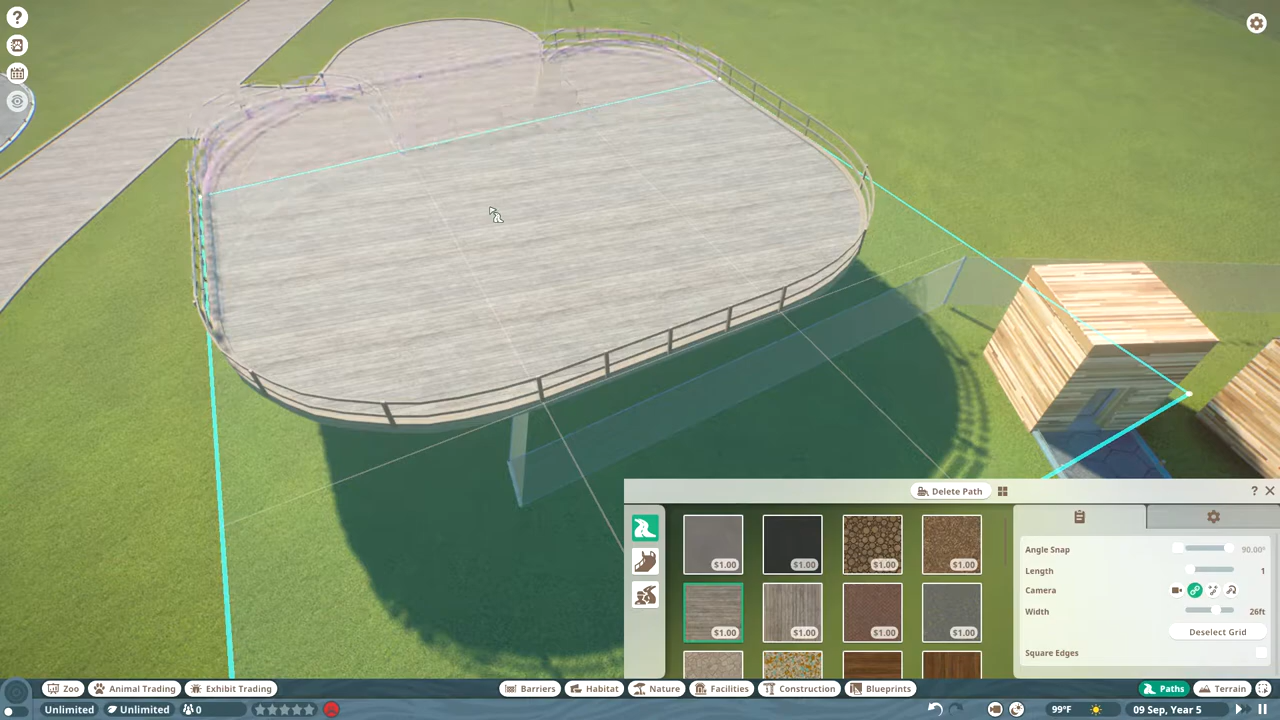 ?
Delete Path
?
$1.00 $1.00 $1.00 $1.00
$1.00 $1.00 $1.00 $1.00
Angle Snap 90.00°
Length 1
Camera
Width 26ft
Deselect Grid
Square Edges
Zoo Animal Trading Exhibit Trading Barriers Habitat Nature Facilities Construction Blueprints Paths Terrain
Unlimited Unlimited 0 99°F 09 Sep, Year 5